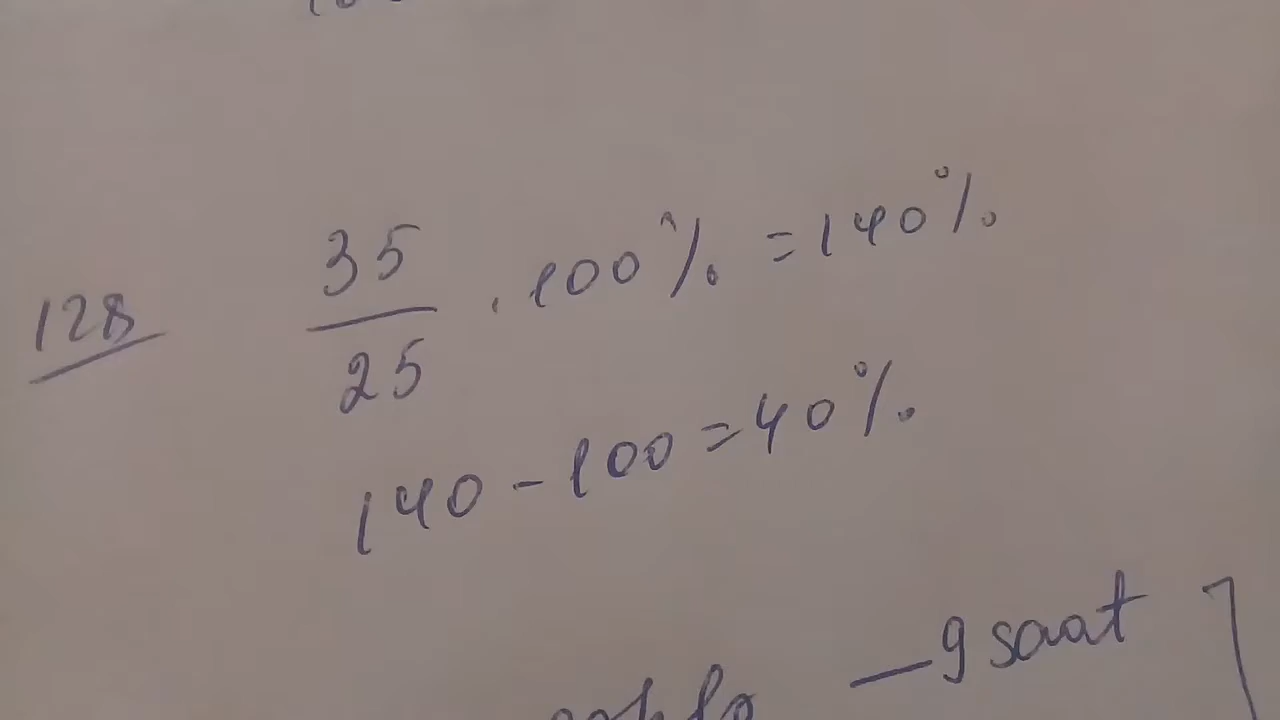 128 35/25 · 100% = 140%
140 - 100 = 40%
— 9 saat